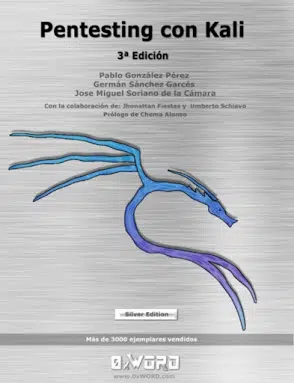 Pentesting con Kali
3ª Edición
Pablo González Pérez
Germán Sánchez Garcés
Jose Miguel Soriano de la Cámara
Con la colaboración de: Jhonattan Fiestas y Umberto Schiavo
Prólogo de Chema Alonso
Silver Edition
Más de 3000 ejemplares vendidos
0xWORD
www.0xWORD.com